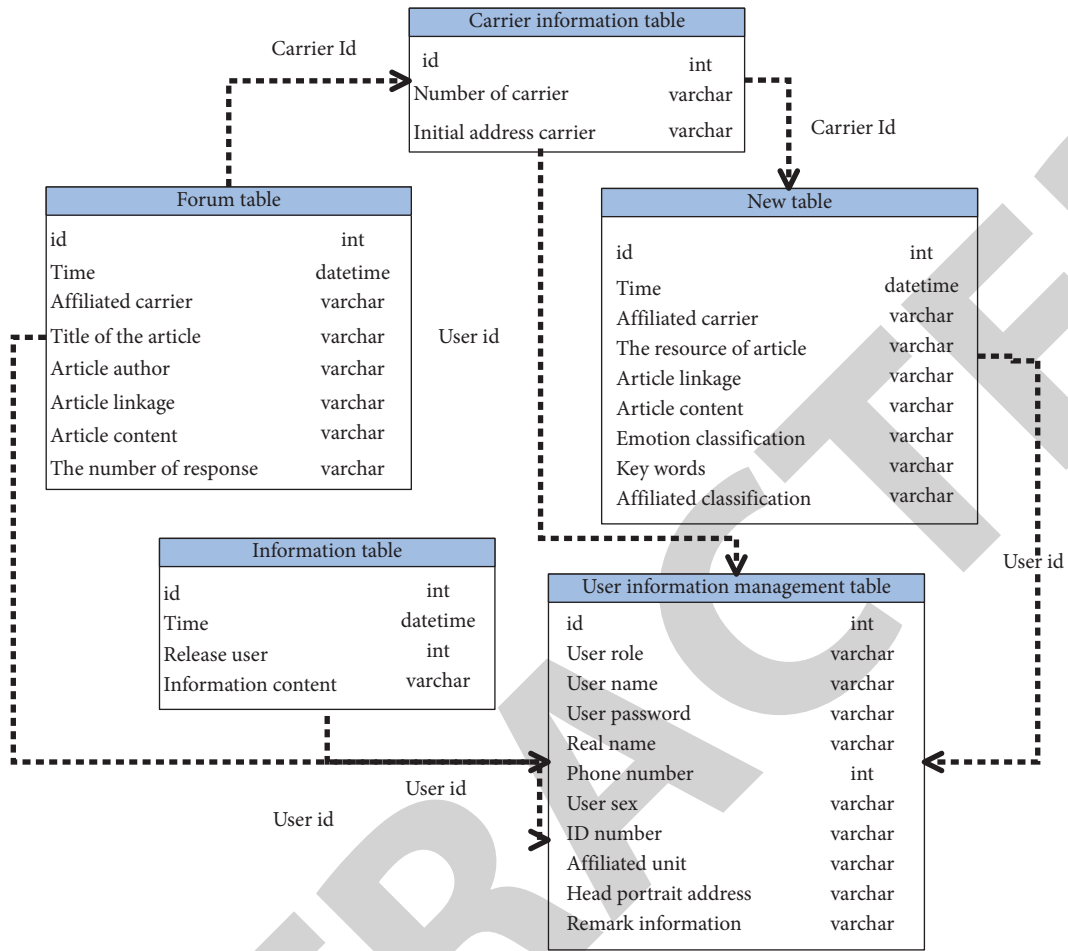 Carrier information table
id int
Number of carrier varchar
Initial address carrier varchar
Carrier Id
Carrier Id
Forum table
id int
Time datetime
Affiliated carrier varchar
Title of the article varchar
Article author varchar
Article linkage varchar
Article content varchar
The number of response varchar
User id
New table
id int
Time datetime
Affiliated carrier varchar
The resource of article varchar
Article linkage varchar
Article content varchar
Emotion classification varchar
Key words varchar
Affiliated classification varchar
User id
Information table
id int
Time datetime
Release user int
Information content varchar
User id
User id
User information management table
id int
User role varchar
User name varchar
User password varchar
Real name varchar
Phone number int
User sex varchar
ID number varchar
Affiliated unit varchar
Head portrait address varchar
Remark information varchar
TRACTE